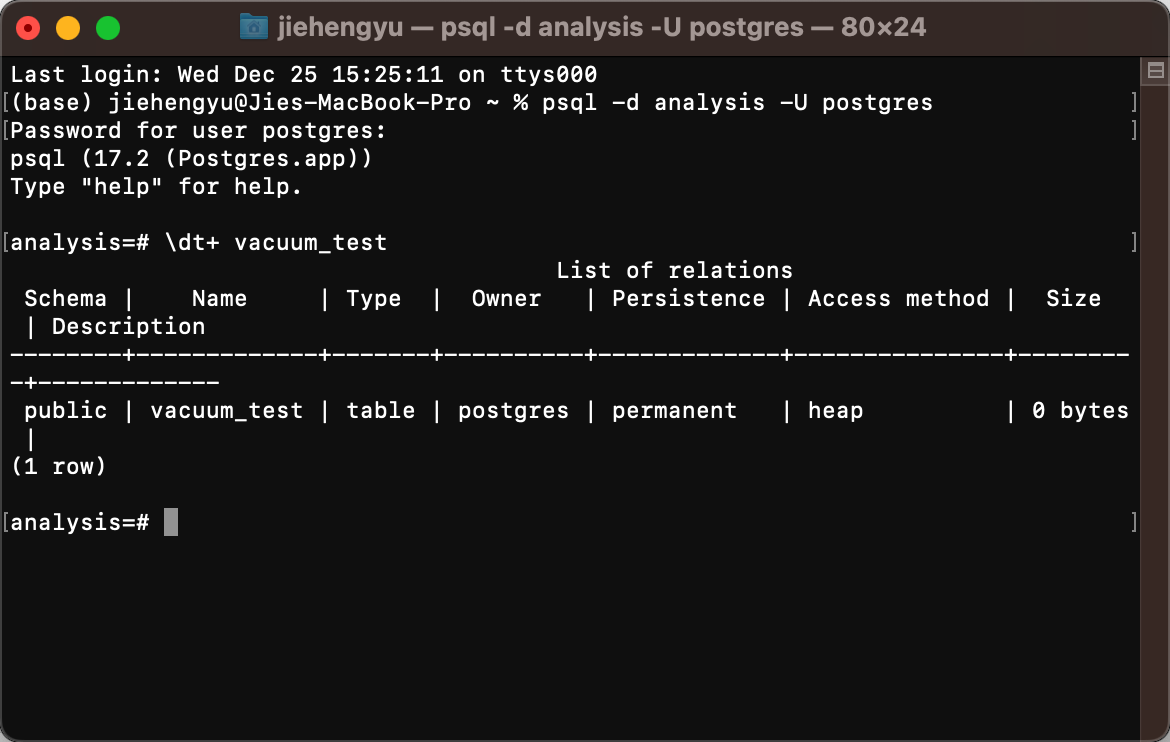 jiehengyu — psql -d analysis -U postgres — 80×24
Last login: Wed Dec 25 15:25:11 on ttys000
[(base) jiehengyu@Jies-MacBook-Pro ~ % psql -d analysis -U postgres ]
[Password for user postgres: ]
psql (17.2 (Postgres.app))
Type "help" for help.
[analysis=# \dt+ vacuum_test ]
List of relations
 Schema |    Name     | Type  |  Owner   | Persistence | Access method |  Size
 | Description
--------+-------------+-------+----------+-------------+---------------+--------
-+-------------
 public | vacuum_test | table | postgres | permanent   | heap          | 0 bytes
 |
(1 row)
[analysis=# ]